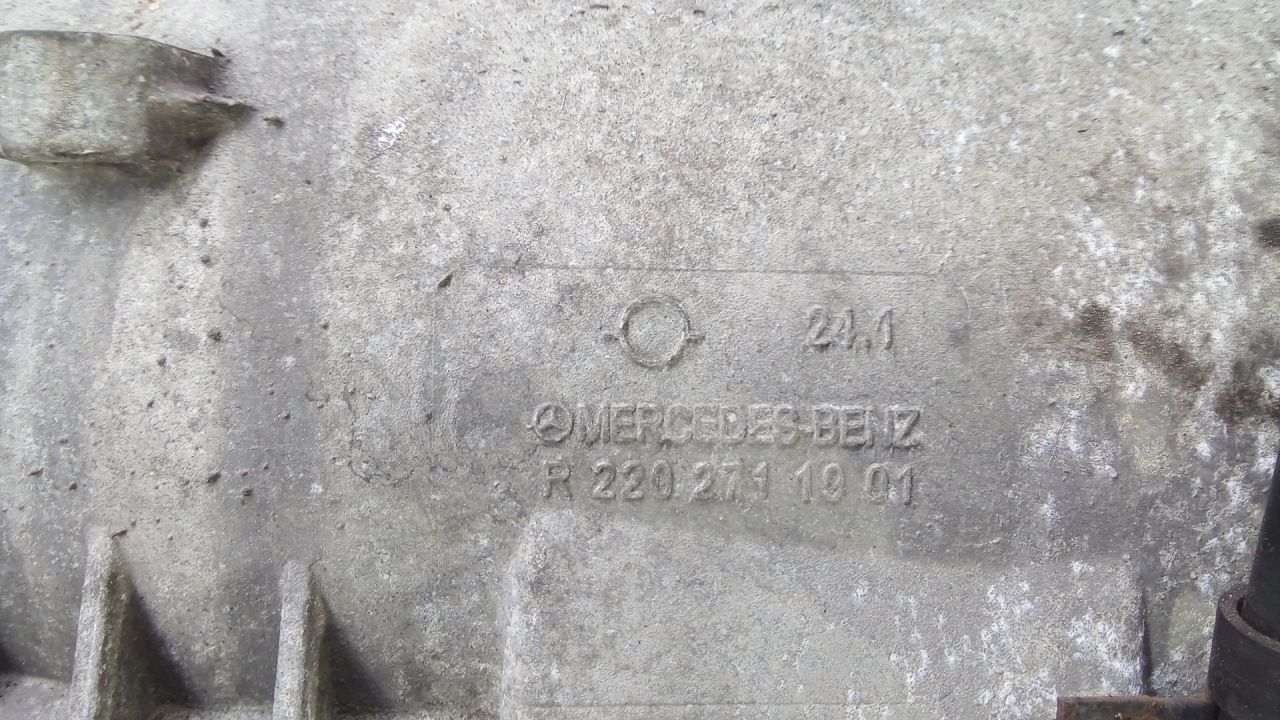 24.1
MERCEDES-BENZ
R 220 271 19 01